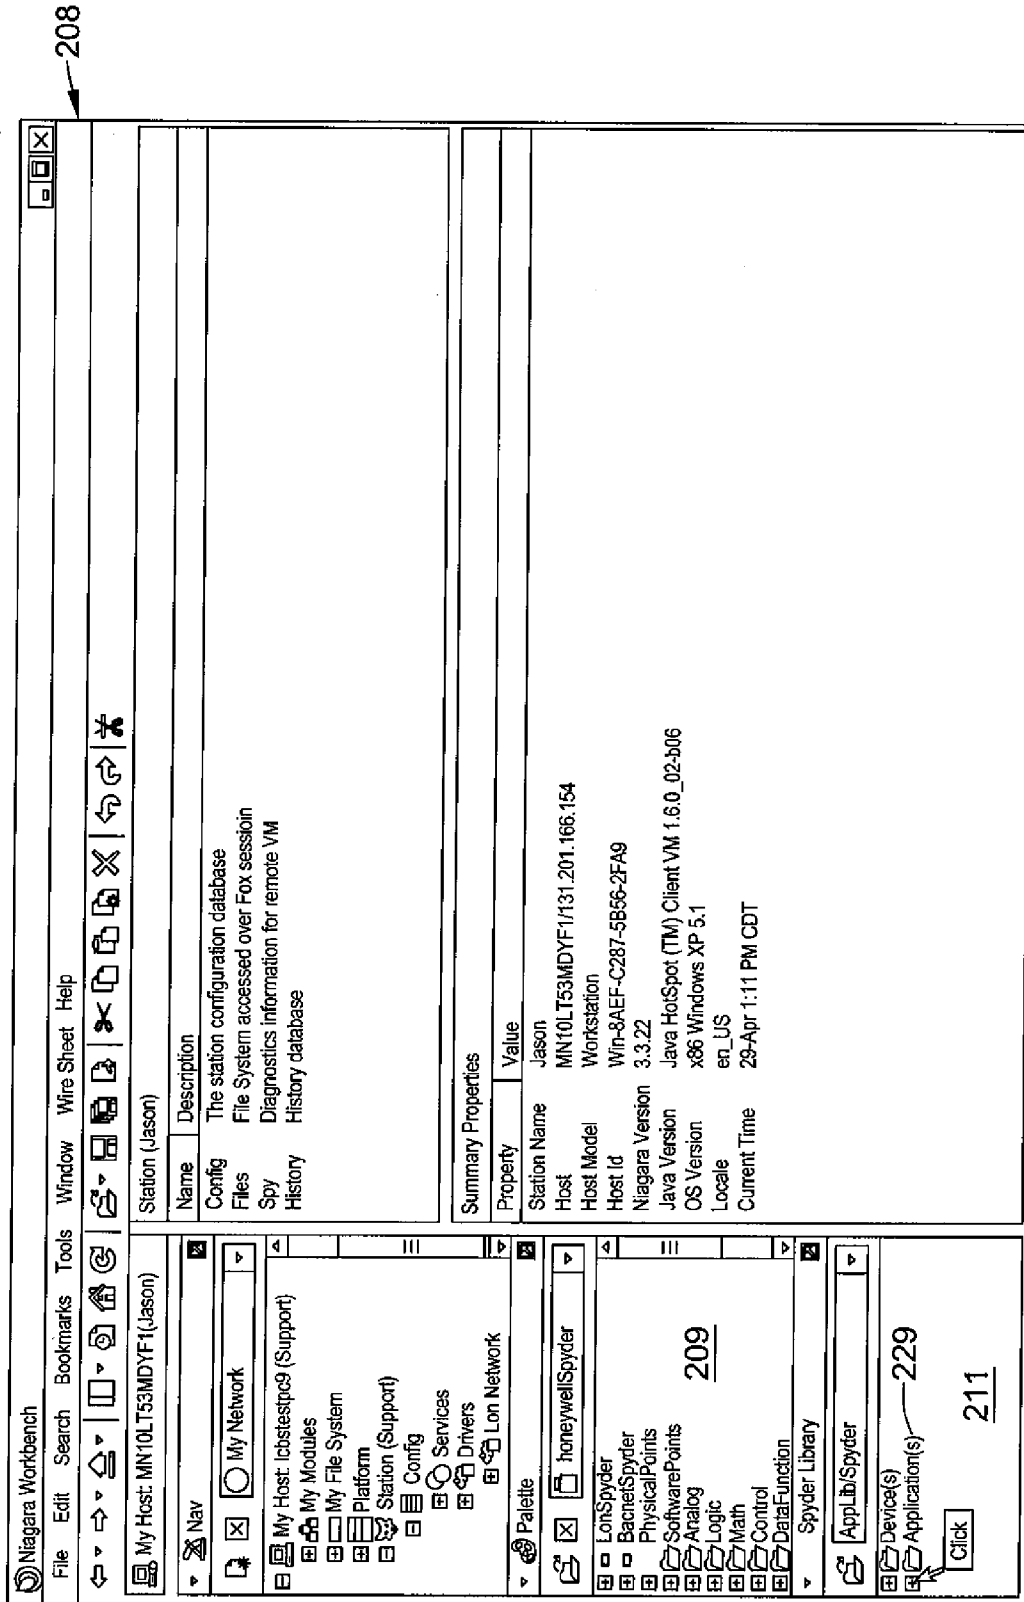 208
Niagara Workbench
File Edit Search Bookmarks Tools Window Wire Sheet Help
My Host: MN10LT53MDYF1(Jason)
Nav
My Network
My Host: lcbstestpc9 (Support)
My Modules
My File System
Platform
Station (Support)
Config
Services
Drivers
Lon Network
Palette
honeywellSpyder
LonSpyder
BacnetSpyder
PhysicalPoints
SoftwarePoints
Analog
Logic
Math
Control
DataFunction
209
Spyder Library
AppLib/Spyder
Device(s)
Application(s)
229
Click
211
Station (Jason)
Name Description
Config The station configuration database
Files File System accessed over Fox sessioin
Spy Diagnostics information for remote VM
History History database
Summary Properties
Property Value
Station Name Jason
Host MN10LT53MDYF1/131.201.166.154
Host Model Workstation
Host Id Win-8AEF-C287-5B56-2FA9
Niagara Version 3.3.22
Java Version Java HotSpot (TM) Client VM 1.6.0_02-b06
OS Version x86 Windows XP 5.1
Locale en_US
Current Time 29-Apr 1:11 PM CDT